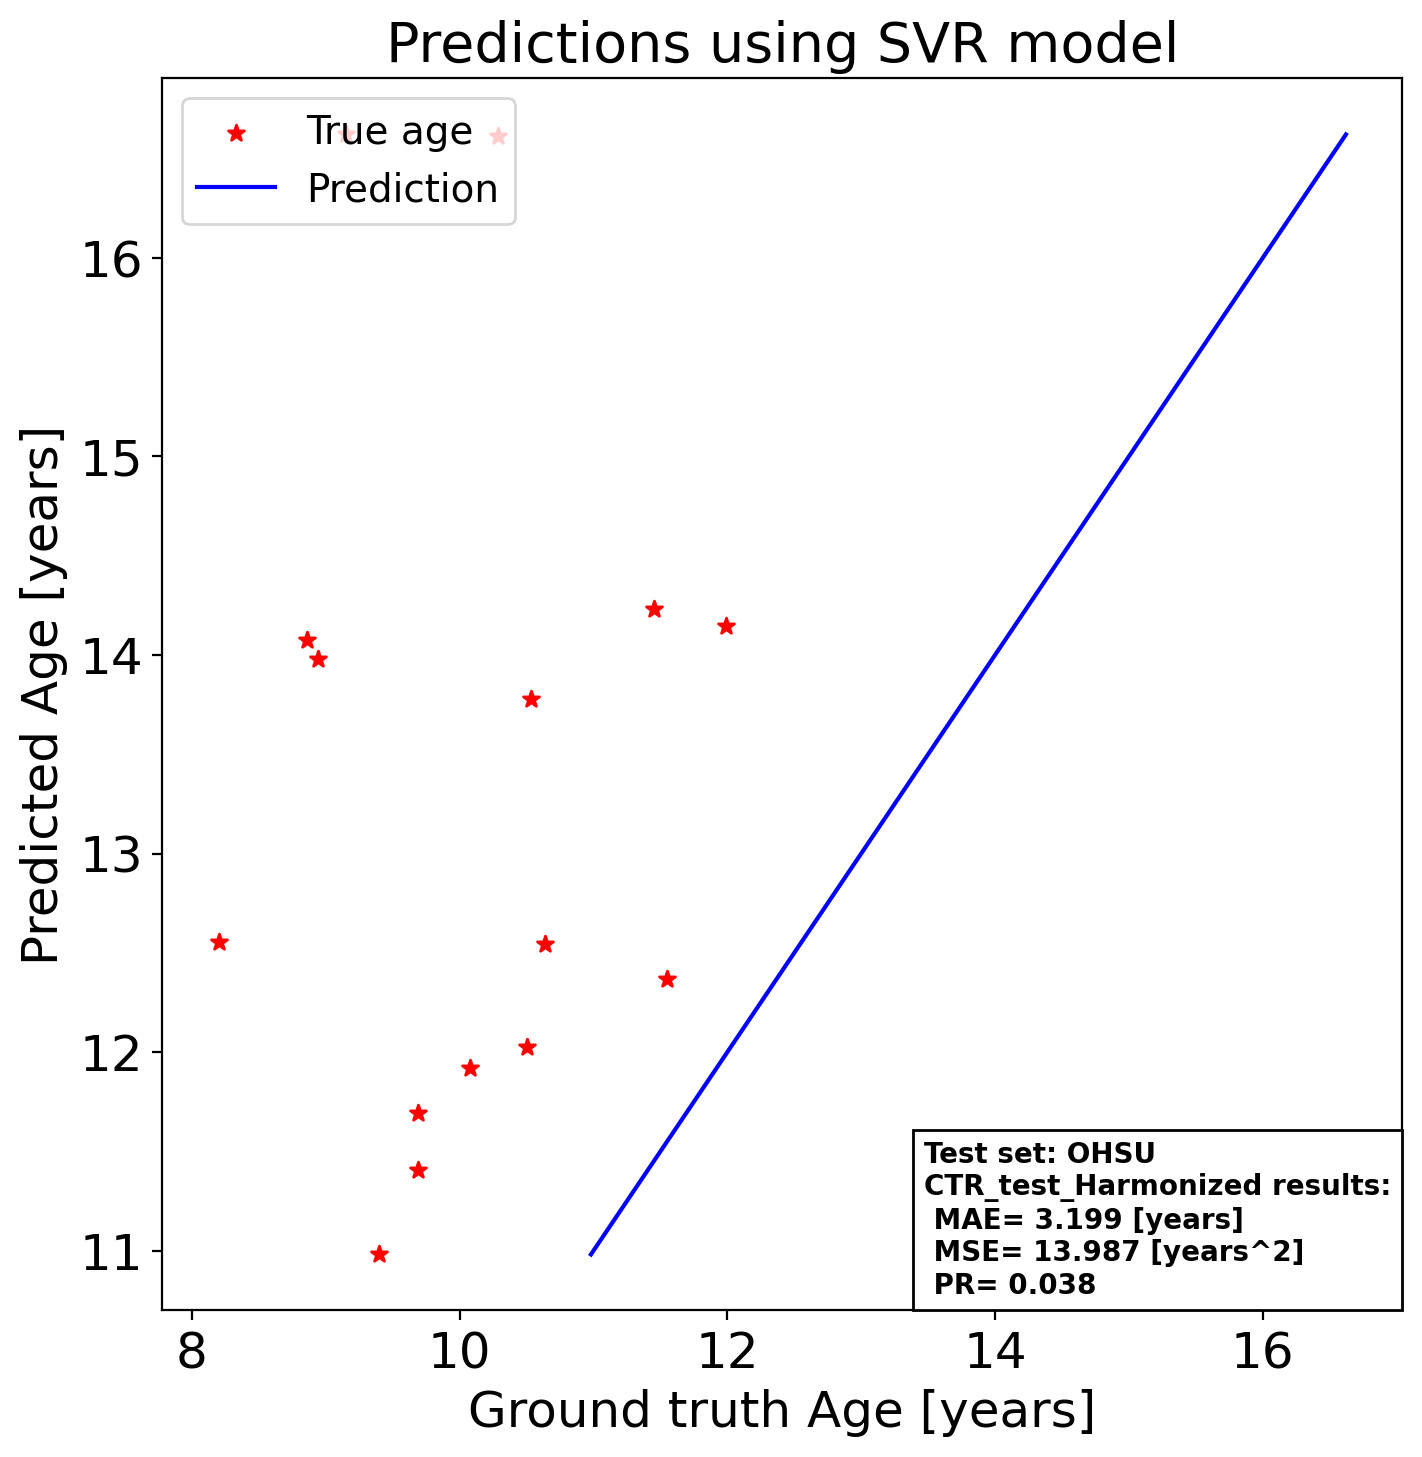 Predictions using SVR model
True age
Prediction
Predicted Age [years]
16
15
14
13
12
11
Test set: OHSU
CTR_test_Harmonized results:
MAE= 3.199 [years]
MSE= 13.987 [years^2]
PR= 0.038
8 10 12 14 16
Ground truth Age [years]